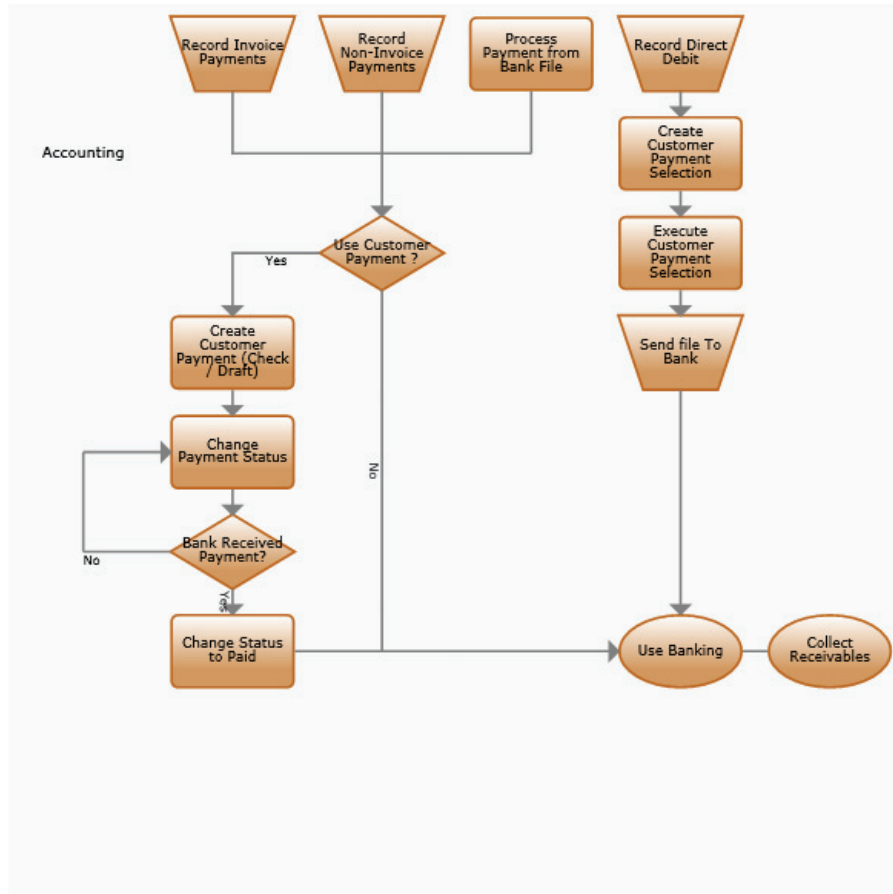 Record Invoice
Payments
Record
Non-Invoice
Payments
Process
Payment from
Bank File
Record Direct
Debit
Accounting
Create
Customer
Payment
Selection
Use Customer
Payment ?
Yes
Execute
Customer
Payment
Selection
Create
Customer
Payment (Check
/ Draft)
Send file To
Bank
Change
Payment Status
No
Bank Received
Payment?
No
Yes
Change Status
to Paid
Use Banking
Collect
Receivables